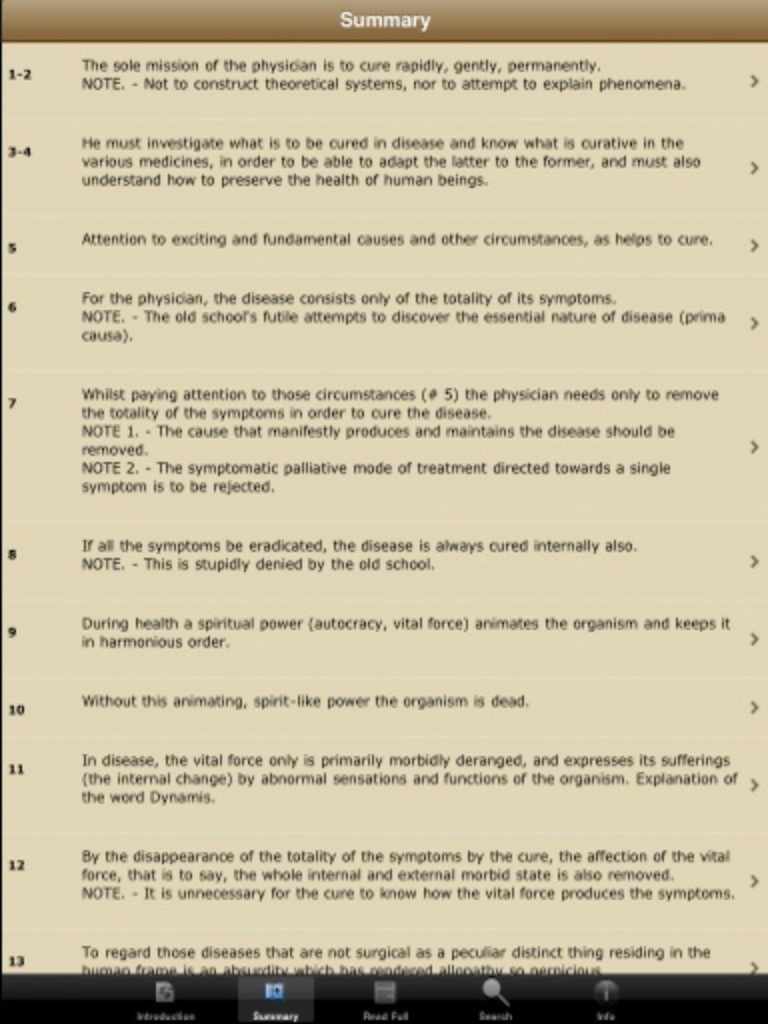 Summary
1-2
The sole mission of the physician is to cure rapidly, gently, permanently.
NOTE. - Not to construct theoretical systems, nor to attempt to explain phenomena.
3-4
He must investigate what is to be cured in disease and know what is curative in the
various medicines, in order to be able to adapt the latter to the former, and must also
understand how to preserve the health of human beings.
5
Attention to exciting and fundamental causes and other circumstances, as helps to cure.
6
For the physician, the disease consists only of the totality of its symptoms.
NOTE. - The old school's futile attempts to discover the essential nature of disease (prima
causa).
7
Whilst paying attention to those circumstances (# 5) the physician needs only to remove
the totality of the symptoms in order to cure the disease.
NOTE 1. - The cause that manifestly produces and maintains the disease should be
removed.
NOTE 2. - The symptomatic palliative mode of treatment directed towards a single
symptom is to be rejected.
8
If all the symptoms be eradicated, the disease is always cured internally also.
NOTE. - This is stupidly denied by the old school.
9
During health a spiritual power (autocracy, vital force) animates the organism and keeps it
in harmonious order.
10
Without this animating, spirit-like power the organism is dead.
11
In disease, the vital force only is primarily morbidly deranged, and expresses its sufferings
(the internal change) by abnormal sensations and functions of the organism. Explanation of
the word Dynamis.
12
By the disappearance of the totality of the symptoms by the cure, the affection of the vital
force, that is to say, the whole internal and external morbid state is also removed.
NOTE. - It is unnecessary for the cure to know how the vital force produces the symptoms.
13
To regard those diseases that are not surgical as a peculiar distinct thing residing in the
human frame is an absurdity which has rendered allopathy so pernicious
Introduction
Summary
Read Full
Search
Info